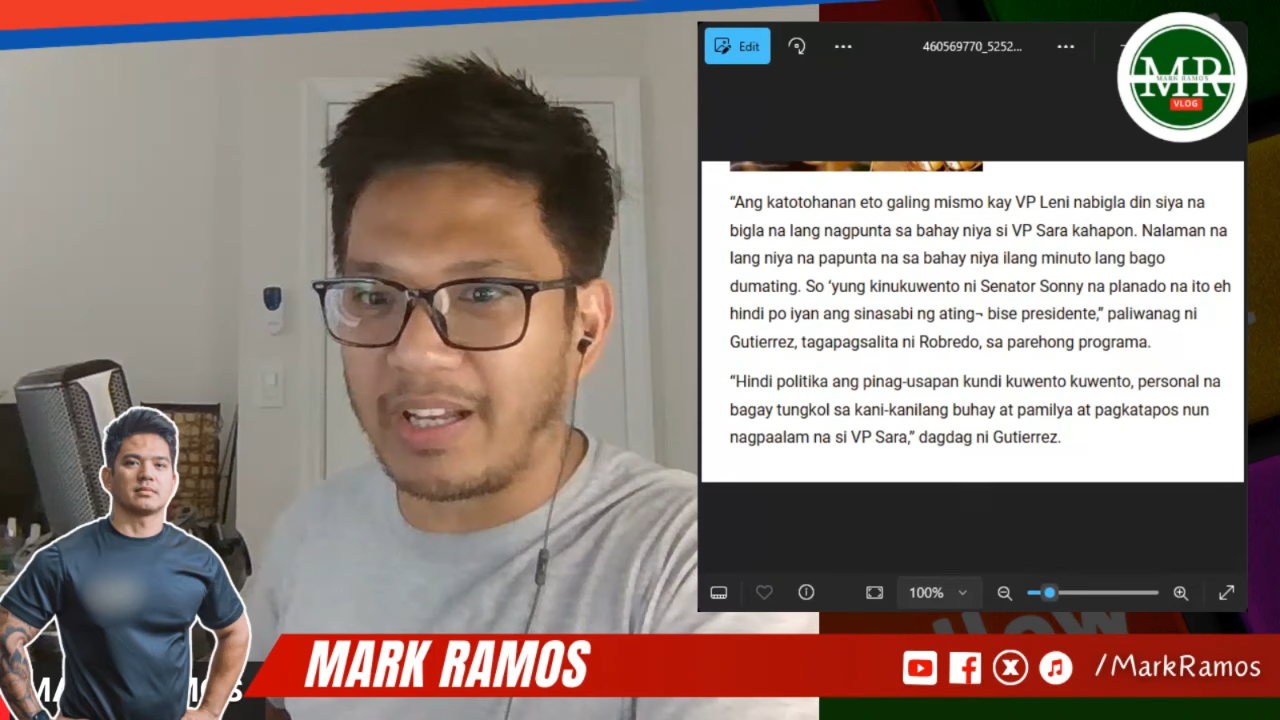 Edit
460569770_5252...
MR
MARK RAMOS
VLOG
“Ang katotohanan eto galing mismo kay VP Leni nabigla din siya na
bigla na lang nagpunta sa bahay niya si VP Sara kahapon. Nalaman na
lang niya na papunta na sa bahay niya ilang minuto lang bago
dumating. So ‘yung kinukuwento ni Senator Sonny na planado na ito eh
hindi po iyan ang sinasabi ng ating¬ bise presidente,” paliwanag ni
Gutierrez, tagapagsalita ni Robredo, sa parehong programa.
“Hindi politika ang pinag-usapan kundi kuwento kuwento, personal na
bagay tungkol sa kani-kanilang buhay at pamilya at pagkatapos nun
nagpaalam na si VP Sara,” dagdag ni Gutierrez.
100%
MARK RAMOS
/MarkRamos